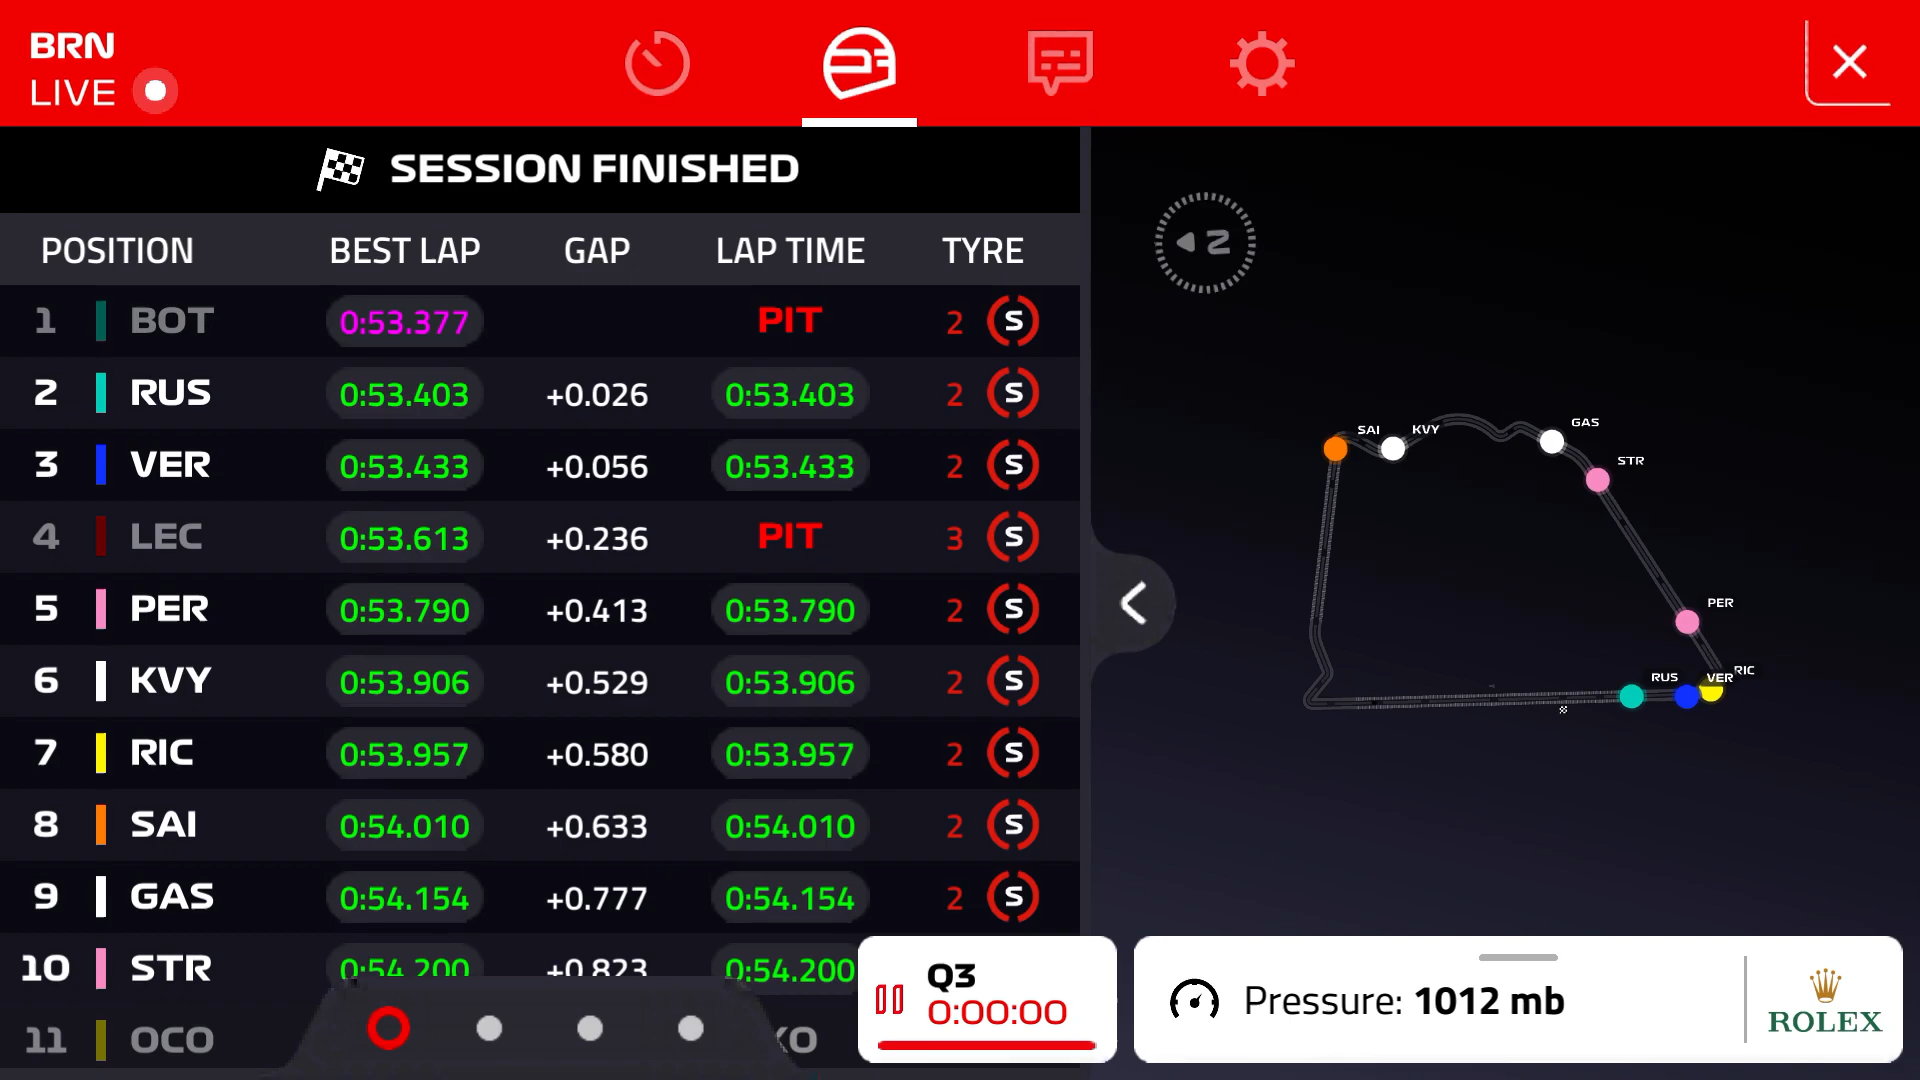 BRN
LIVE
SESSION FINISHED
POSITION BEST LAP GAP LAP TIME TYRE
1 BOT 0:53.377 PIT 2 S
2 RUS 0:53.403 +0.026 0:53.403 2 S
3 VER 0:53.433 +0.056 0:53.433 2 S
4 LEC 0:53.613 +0.236 PIT 3 S
5 PER 0:53.790 +0.413 0:53.790 2 S
6 KVY 0:53.906 +0.529 0:53.906 2 S
7 RIC 0:53.957 +0.580 0:53.957 2 S
8 SAI 0:54.010 +0.633 0:54.010 2 S
9 GAS 0:54.154 +0.777 0:54.154 2 S
10 STR 0:54.200 +0.823 0:54.200
11 OCO
N
SAI KVY GAS
STR
PER
RIC
RUS VER
Q3
0:00:00
Pressure: 1012 mb
ROLEX